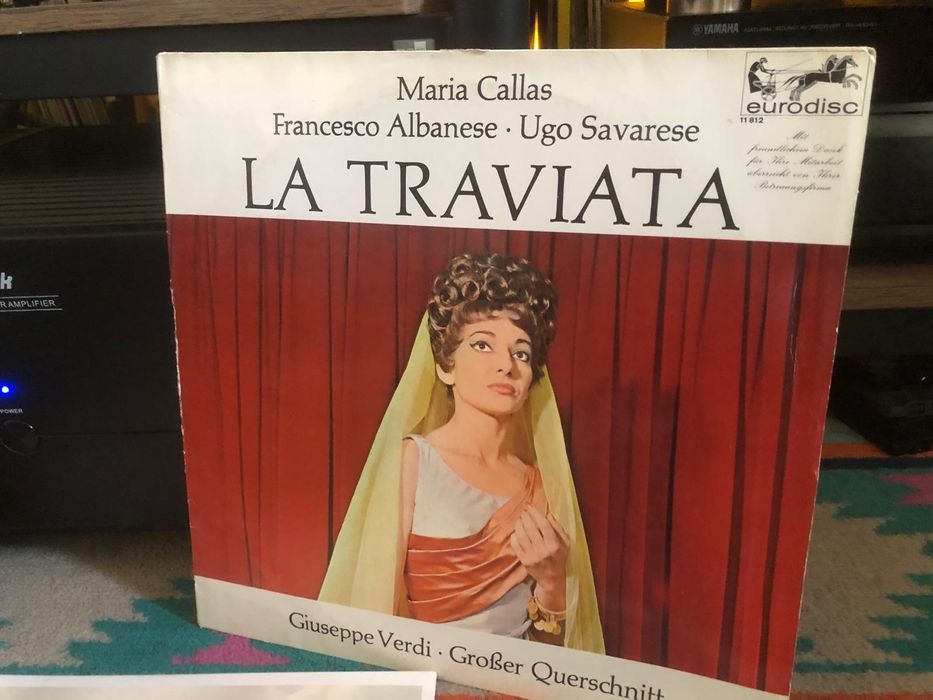 YAMAHA
Maria Callas
Francesco Albanese · Ugo Savarese
LA TRAVIATA
eurodisc
11 812
Mit
freundlichem Dank
für Ihre Mitarbeit
überreicht von Ihrer
Betreuungsfirma
k
R AMPLIFIER
POWER
Giuseppe Verdi · Großer Querschnitt